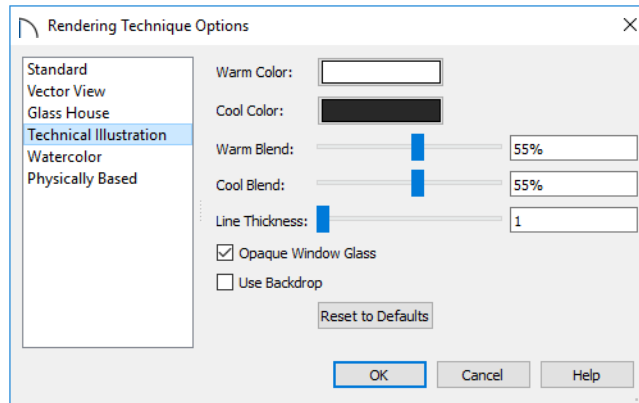 Rendering Technique Options
Standard
Vector View
Glass House
Technical Illustration
Watercolor
Physically Based
Warm Color:
Cool Color:
Warm Blend: 55%
Cool Blend: 55%
Line Thickness: 1
Opaque Window Glass
Use Backdrop
Reset to Defaults
OK Cancel Help